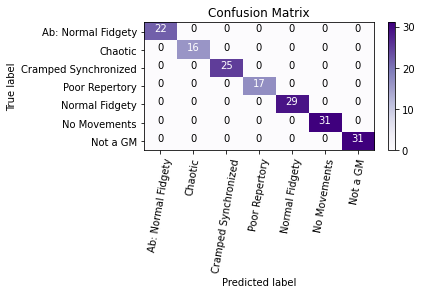 Confusion Matrix
True label
Ab: Normal Fidgety 22 0 0 0 0 0 0
Chaotic 0 16 0 0 0 0 0
Cramped Synchronized 0 0 25 0 0 0 0
Poor Repertory 0 0 0 17 0 0 0
Normal Fidgety 0 0 0 0 29 0 0
No Movements 0 0 0 0 0 31 0
Not a GM 0 0 0 0 0 0 31
Ab: Normal Fidgety
Chaotic
Cramped Synchronized
Poor Repertory
Normal Fidgety
No Movements
Not a GM
Predicted label
30
20
10
0